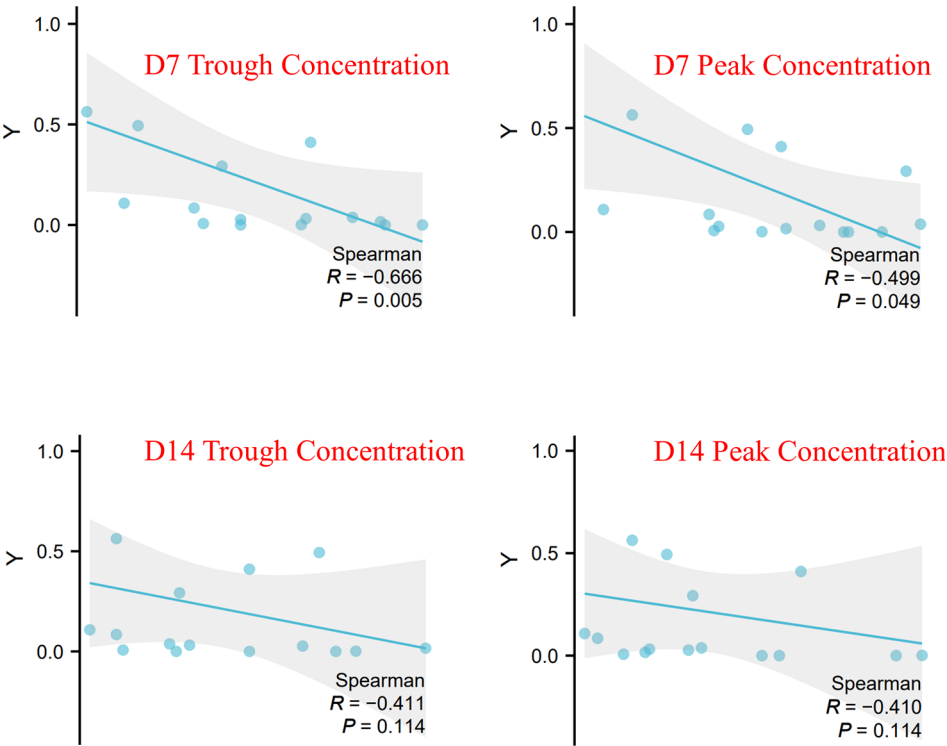 1.0
D7 Trough Concentration
0.5
Y
0.0
Spearman
R = −0.666
P = 0.005
1.0
D7 Peak Concentration
0.5
Y
0.0
Spearman
R = −0.499
P = 0.049
1.0
D14 Trough Concentration
0.5
Y
0.0
Spearman
R = −0.411
P = 0.114
1.0
D14 Peak Concentration
0.5
Y
0.0
Spearman
R = −0.410
P = 0.114